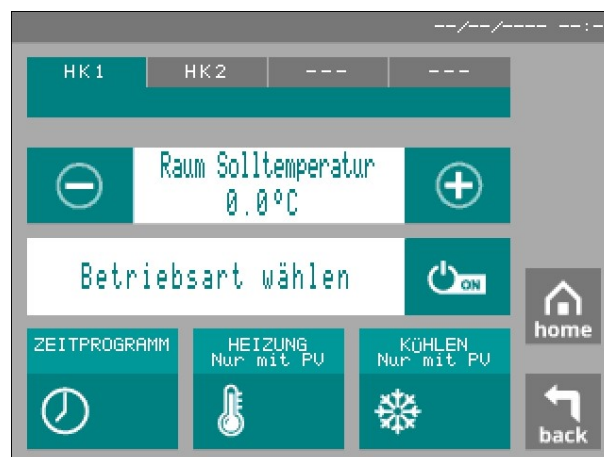 --/--/---- --:-
HK1 HK2 --- ---
Raum Solltemperatur
0.0°C
Betriebsart wählen
ON
ZEITPROGRAMM
HEIZUNG
Nur mit PV
KüHLEN
Nur mit PV
home
back